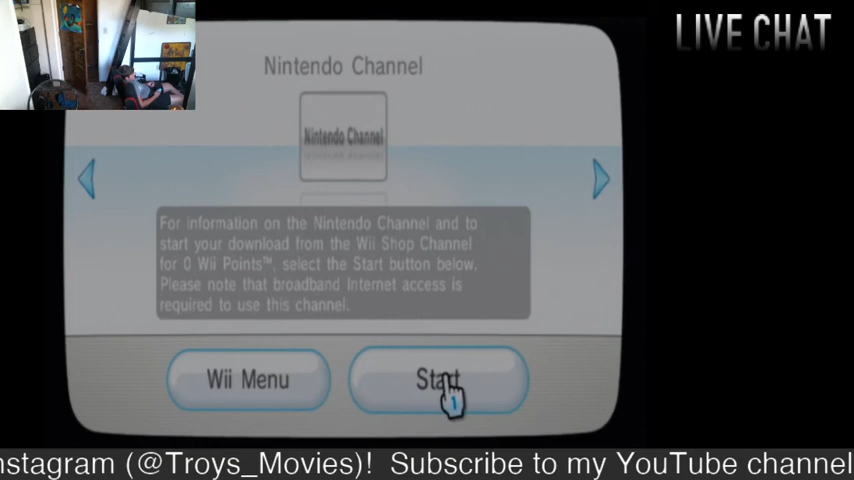 LIVE CHAT
Nintendo Channel
Nintendo Channel
For information on the Nintendo Channel and to
start your download from the Wii Shop Channel
for 0 Wii Points™, select the Start button below.
Please note that broadband Internet access is
required to use this channel.
Wii Menu
Start
1
nstagram (@Troys_Movies)! Subscribe to my YouTube channel